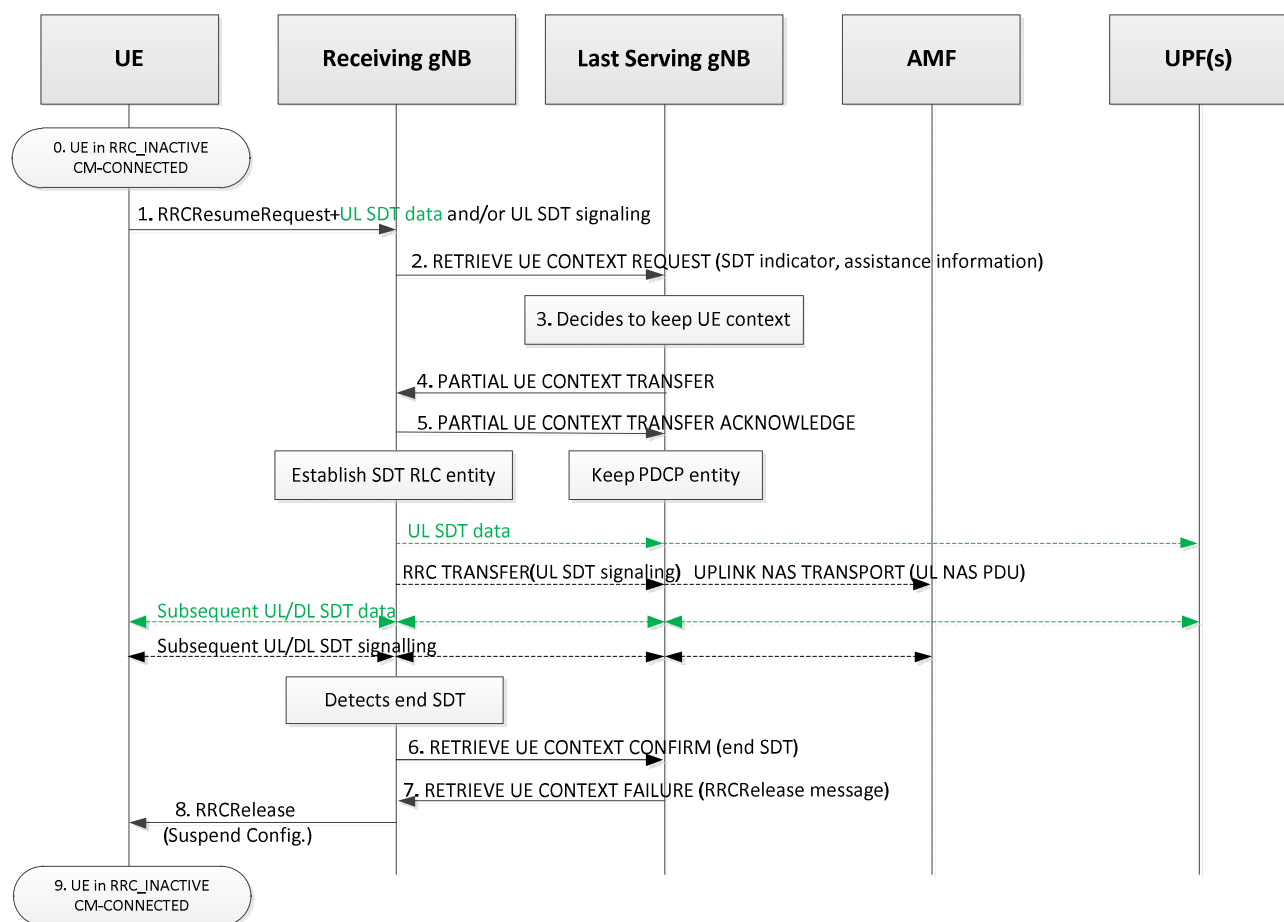 UE
Receiving gNB
Last Serving gNB
AMF
UPF(s)
0. UE in RRC_INACTIVE
CM-CONNECTED
1. RRCResumeRequest+UL SDT data and/or UL SDT signaling
2. RETRIEVE UE CONTEXT REQUEST (SDT indicator, assistance information)
3. Decides to keep UE context
4. PARTIAL UE CONTEXT TRANSFER
5. PARTIAL UE CONTEXT TRANSFER ACKNOWLEDGE
Establish SDT RLC entity
Keep PDCP entity
UL SDT data
RRC TRANSFER(UL SDT signaling)
UPLINK NAS TRANSPORT (UL NAS PDU)
Subsequent UL/DL SDT data
Subsequent UL/DL SDT signalling
Detects end SDT
6. RETRIEVE UE CONTEXT CONFIRM (end SDT)
7. RETRIEVE UE CONTEXT FAILURE (RRCRelease message)
8. RRCRelease
(Suspend Config.)
9. UE in RRC_INACTIVE
CM-CONNECTED